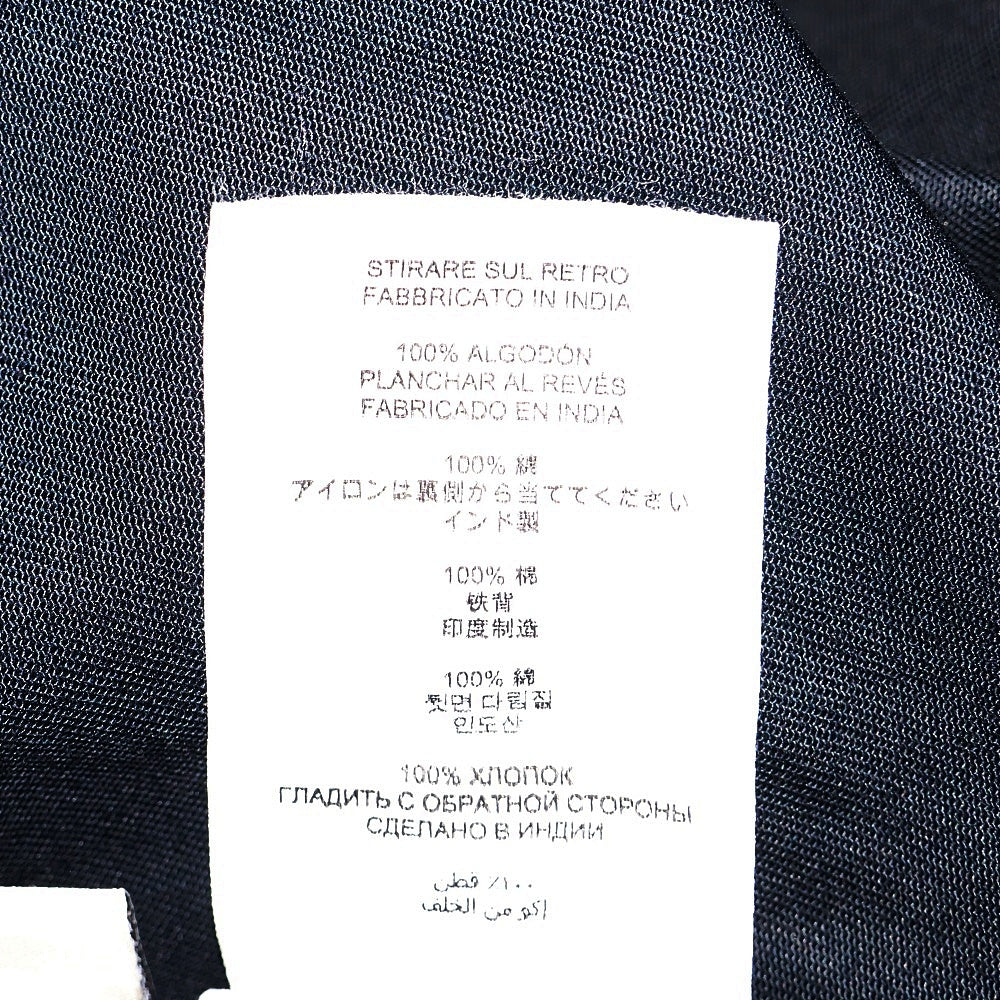 STIRARE SUL RETRO
FABBRICATO IN INDIA
100% ALGODÓN
PLANCHAR AL REVÉS
FABRICADO EN INDIA
100% 綿
アイロンは裏側から当ててください
インド製
100% 棉
铁背
印度制造
100% 綿
뒷면 다림질
인도산
100% ХЛОПОК
ГЛАДИТЬ С ОБРАТНОЙ СТОРОНЫ
СДЕЛАНО В ИНДИИ
١٠٠٪ قطن
اكو من الخلف